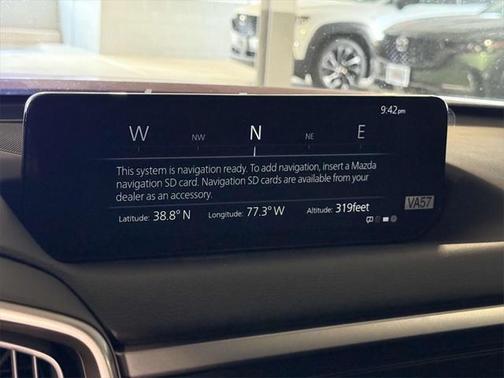 9:42pm
W NW N NE E
This system is navigation ready. To add navigation, insert a Mazda
navigation SD card. Navigation SD cards are available from your
dealer as an accessory.
Latitude: 38.8° N Longitude: 77.3° W Altitude: 319feet
VA57